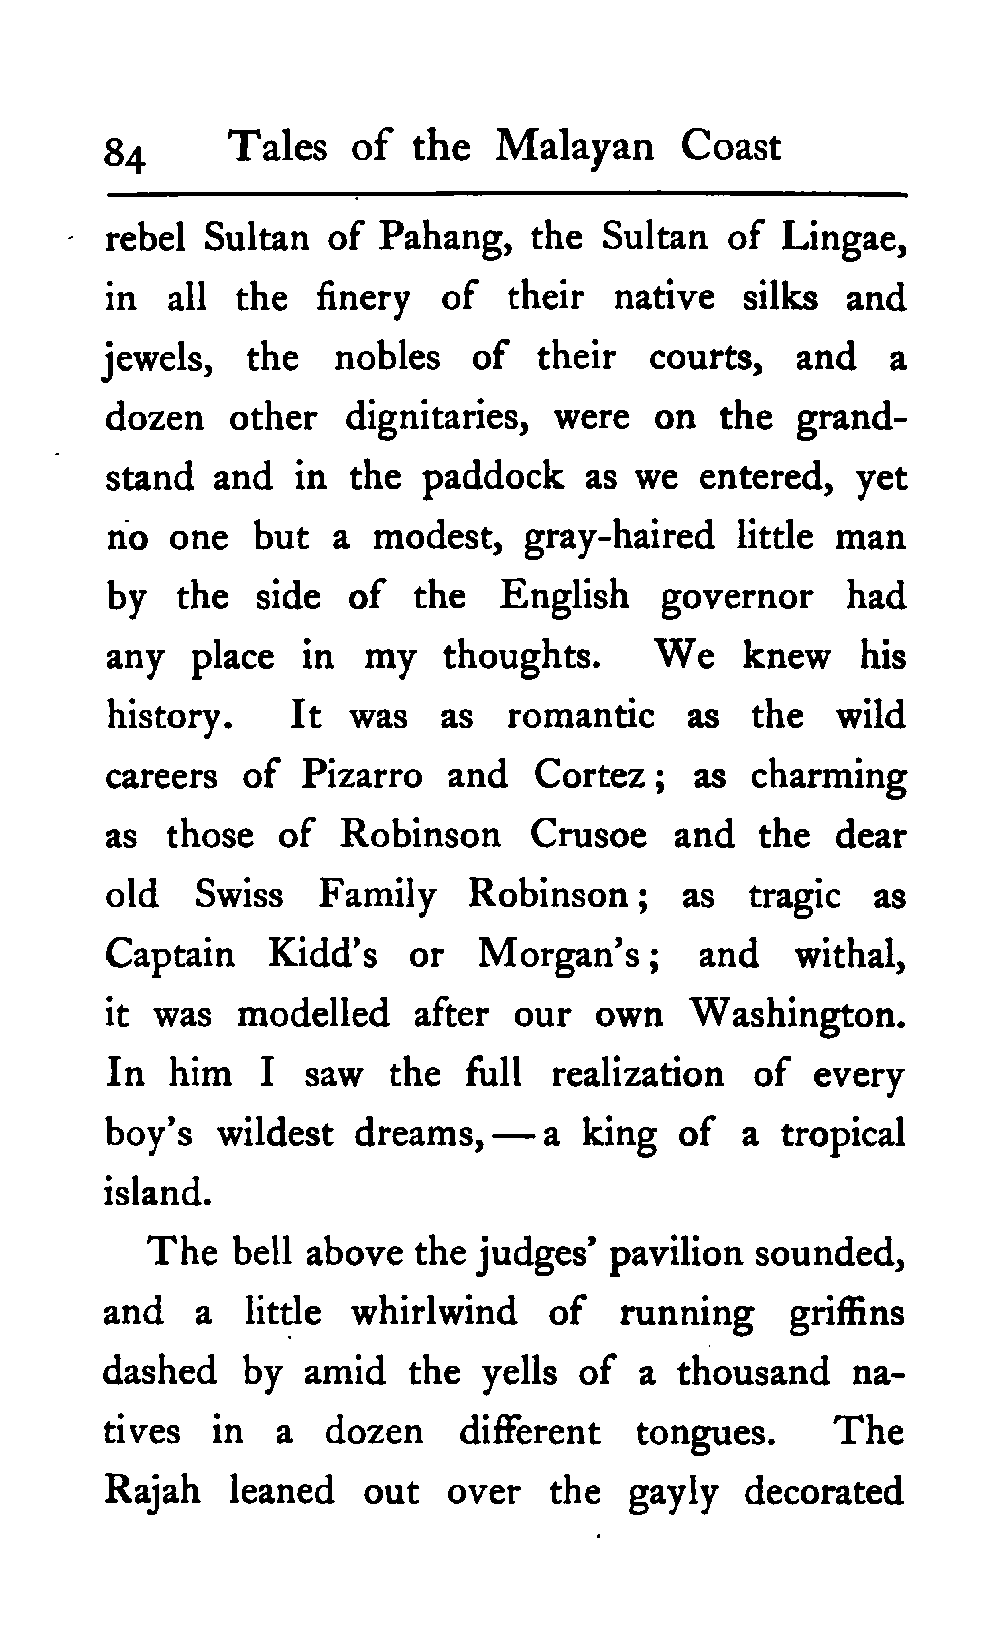 84 Tales of the Malayan Coast
rebel Sultan of Pahang, the Sultan of Lingae,
in all the finery of their native silks and
jewels, the nobles of their courts, and a
dozen other dignitaries, were on the grand-
stand and in the paddock as we entered, yet
no one but a modest, gray-haired little man
by the side of the English governor had
any place in my thoughts. We knew his
history. It was as romantic as the wild
careers of Pizarro and Cortez; as charming
as those of Robinson Crusoe and the dear
old Swiss Family Robinson; as tragic as
Captain Kidd's or Morgan's; and withal,
it was modelled after our own Washington.
In him I saw the full realization of every
boy's wildest dreams,—a king of a tropical
island.
The bell above the judges' pavilion sounded,
and a little whirlwind of running griffins
dashed by amid the yells of a thousand na-
tives in a dozen different tongues. The
Rajah leaned out over the gayly decorated